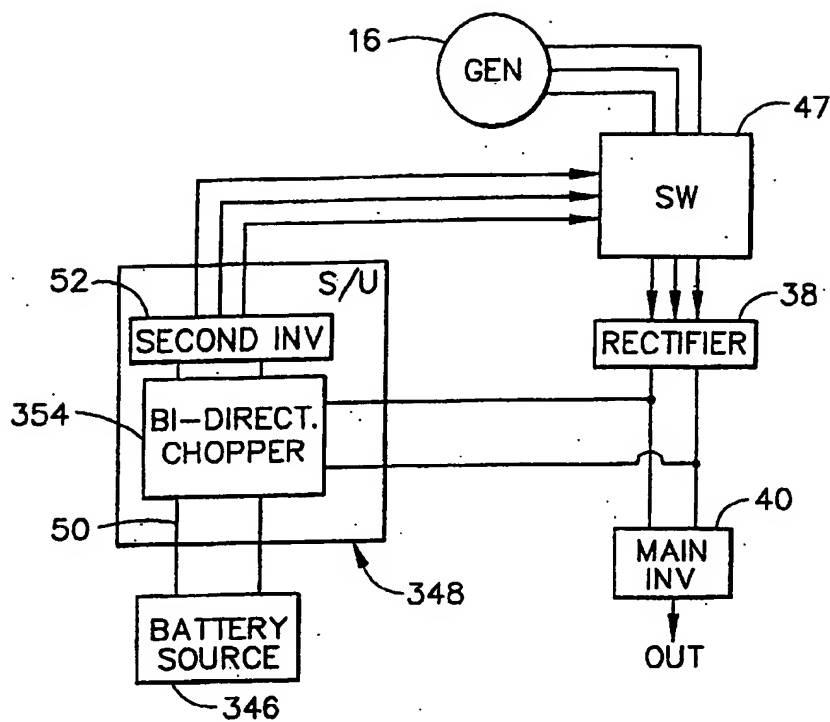 16
GEN
47
SW
52
S/U
SECOND INV
38
RECTIFIER
354
BI-DIRECT.
CHOPPER
50
40
MAIN
INV
348
BATTERY
SOURCE
OUT
346